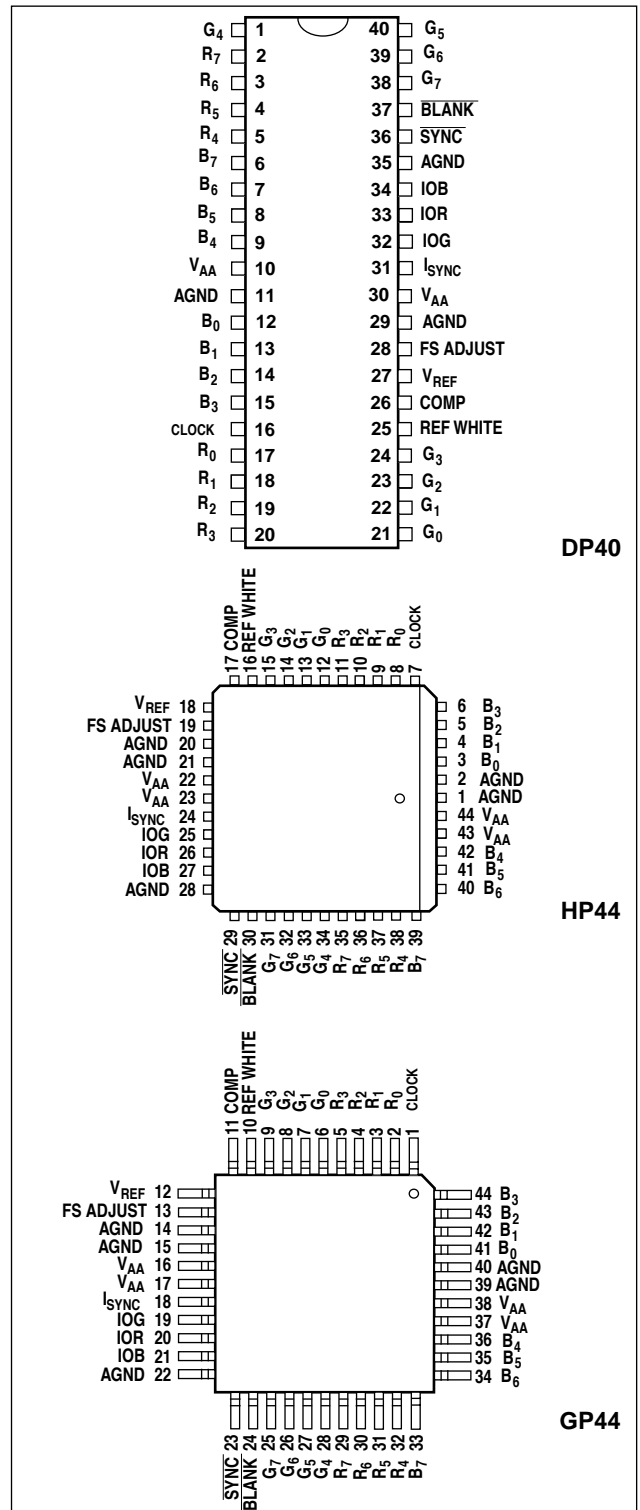 G4 1 40 G5
R7 2 39 G6
R6 3 38 G7
R5 4 37 BLANK
R4 5 36 SYNC
B7 6 35 AGND
B6 7 34 IOB
B5 8 33 IOR
B4 9 32 IOG
VAA 10 31 ISYNC
AGND 11 30 VAA
B0 12 29 AGND
B1 13 28 FS ADJUST
B2 14 27 VREF
B3 15 26 COMP
CLOCK 16 25 REF WHITE
R0 17 24 G3
R1 18 23 G2
R2 19 22 G1
R3 20 21 G0
DP40
17 COMP
16 REF WHITE
15 G3
14 G2
13 G1
12 G0
11 R3
10 R2
9 R1
8 R0
7 CLOCK
VREF 18
FS ADJUST 19
AGND 20
AGND 21
VAA 22
VAA 23
ISYNC 24
IOG 25
IOR 26
IOB 27
AGND 28
6 B3
5 B2
4 B1
3 B0
2 AGND
1 AGND
44 VAA
43 VAA
42 B4
41 B5
40 B6
HP44
SYNC 29
BLANK 30
G7 31
G6 32
G5 33
G4 34
R7 35
R6 36
R5 37
R4 38
B7 39
11 COMP
10 REF WHITE
9 G3
8 G2
7 G1
6 G0
5 R3
4 R2
3 R1
2 R0
1 CLOCK
VREF 12
FS ADJUST 13
AGND 14
AGND 15
VAA 16
VAA 17
ISYNC 18
IOG 19
IOR 20
IOB 21
AGND 22
44 B3
43 B2
42 B1
41 B0
40 AGND
39 AGND
38 VAA
37 VAA
36 B4
35 B5
34 B6
GP44
SYNC 23
BLANK 24
G7 25
G6 26
G5 27
G4 28
R7 29
R6 30
R5 31
R4 32
B7 33